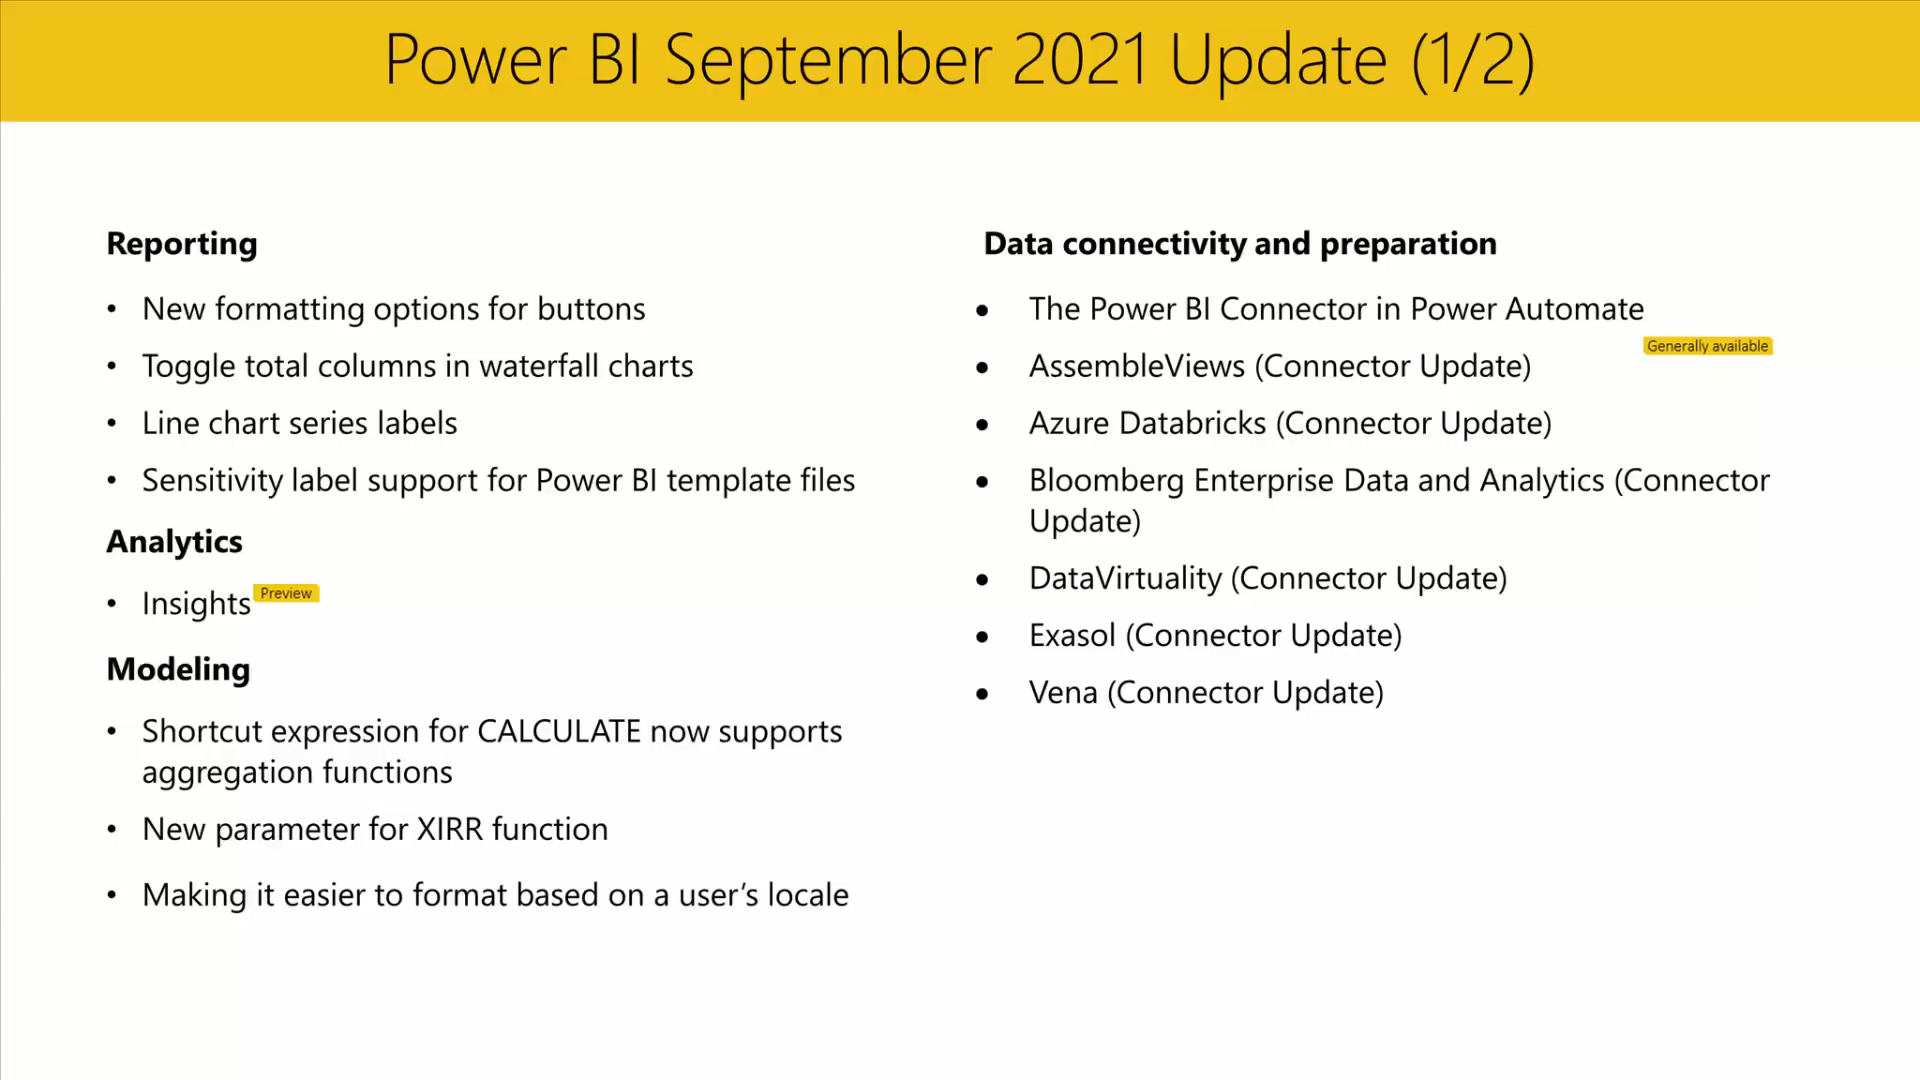 Power BI September 2021 Update (1/2)
Reporting
• New formatting options for buttons
• Toggle total columns in waterfall charts
• Line chart series labels
• Sensitivity label support for Power BI template files
Analytics
• Insights Preview
Modeling
• Shortcut expression for CALCULATE now supports
aggregation functions
• New parameter for XIRR function
• Making it easier to format based on a user’s locale
Data connectivity and preparation
• The Power BI Connector in Power Automate
Generally available
• AssembleViews (Connector Update)
• Azure Databricks (Connector Update)
• Bloomberg Enterprise Data and Analytics (Connector
Update)
• DataVirtuality (Connector Update)
• Exasol (Connector Update)
• Vena (Connector Update)